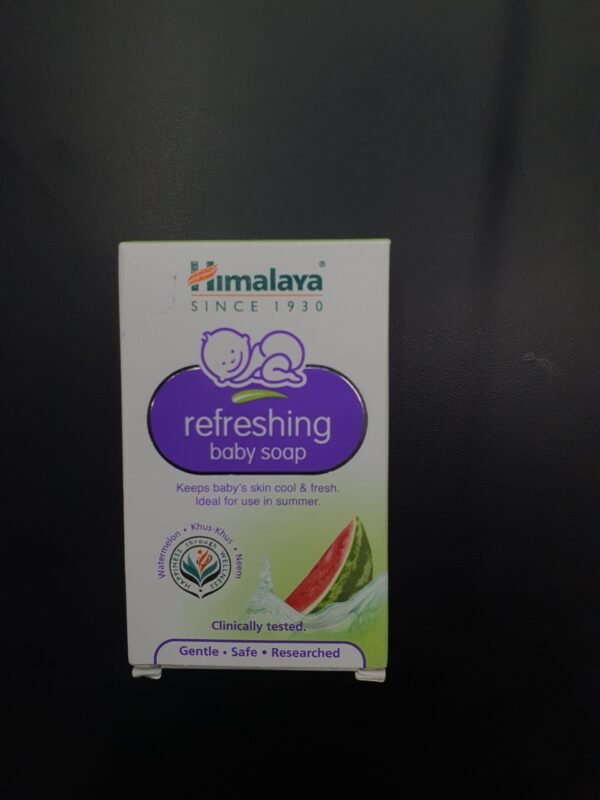 Himalaya®
SINCE 1930
refreshing
baby soap
Keeps baby's skin cool & fresh.
Ideal for use in summer.
Watermelon • Khus-Khus • Neem
HAPPINESS through WELLNESS
Clinically tested.
Gentle • Safe • Researched